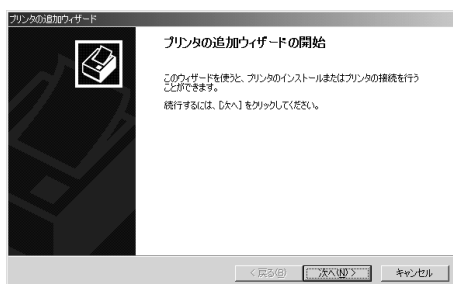 プリンタの追加ウィザード
プリンタの追加ウィザードの開始
このウィザードを使うと、プリンタのインストールまたはプリンタの接続を行う
ことができます。
続行するには、[次へ] をクリックしてください。
< 戻る(B)
次へ(N) >
キャンセル